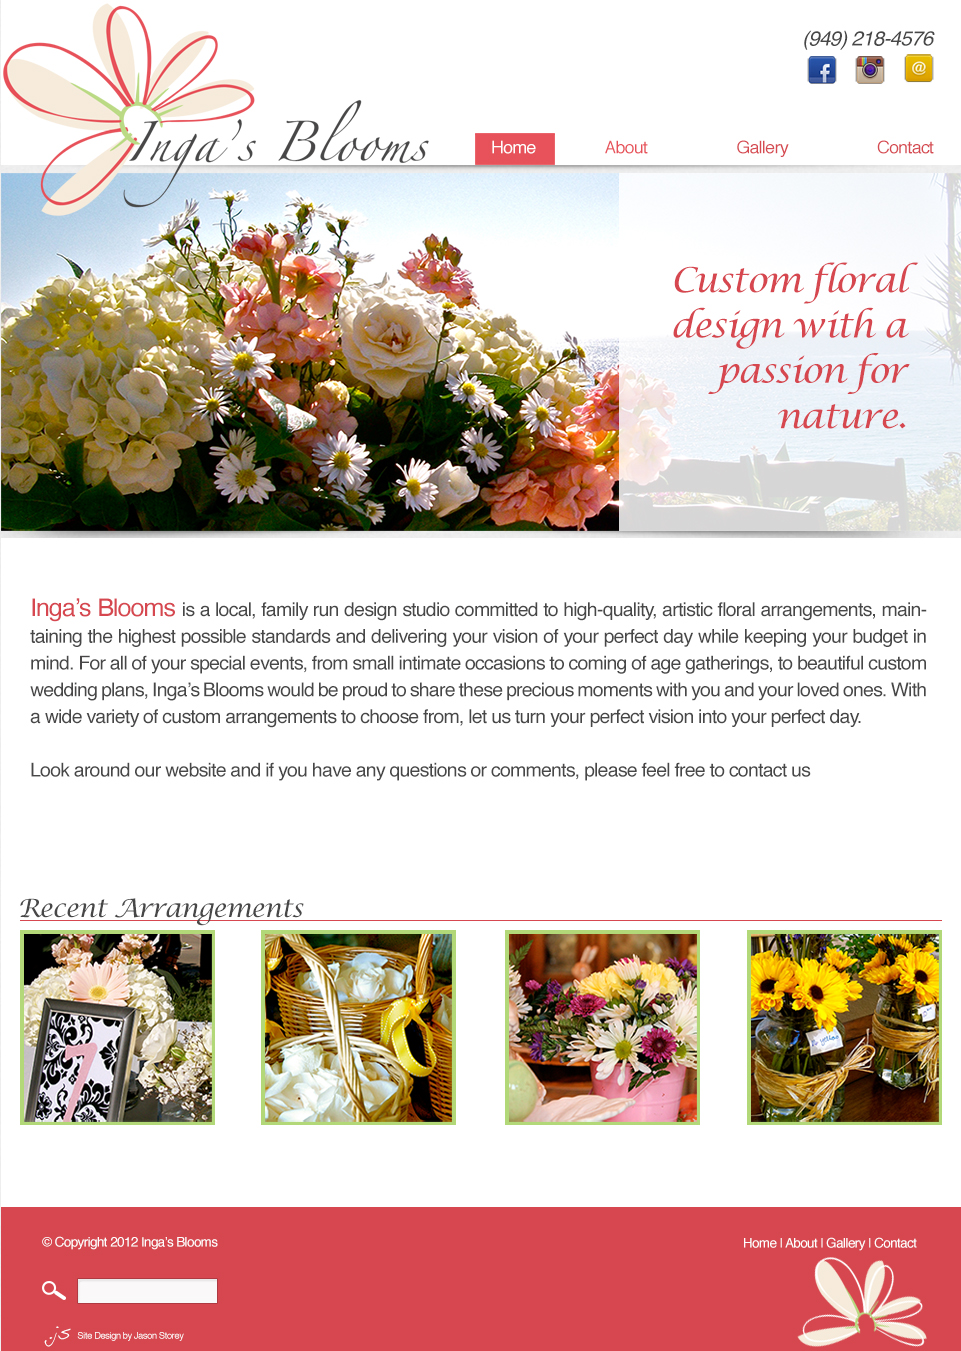 (949) 218-4576
@
Inga's Blooms
Home About Gallery Contact
Custom floral
design with a
passion for
nature.
Inga's Blooms is a local, family run design studio committed to high-quality, artistic floral arrangements, main-
taining the highest possible standards and delivering your vision of your perfect day while keeping your budget in
mind. For all of your special events, from small intimate occasions to coming of age gatherings, to beautiful custom
wedding plans, Inga's Blooms would be proud to share these precious moments with you and your loved ones. With
a wide variety of custom arrangements to choose from, let us turn your perfect vision into your perfect day.
Look around our website and if you have any questions or comments, please feel free to contact us
Recent Arrangements
7
© Copyright 2012 Inga's Blooms
Home | About | Gallery | Contact
js Site Design by Jason Storey